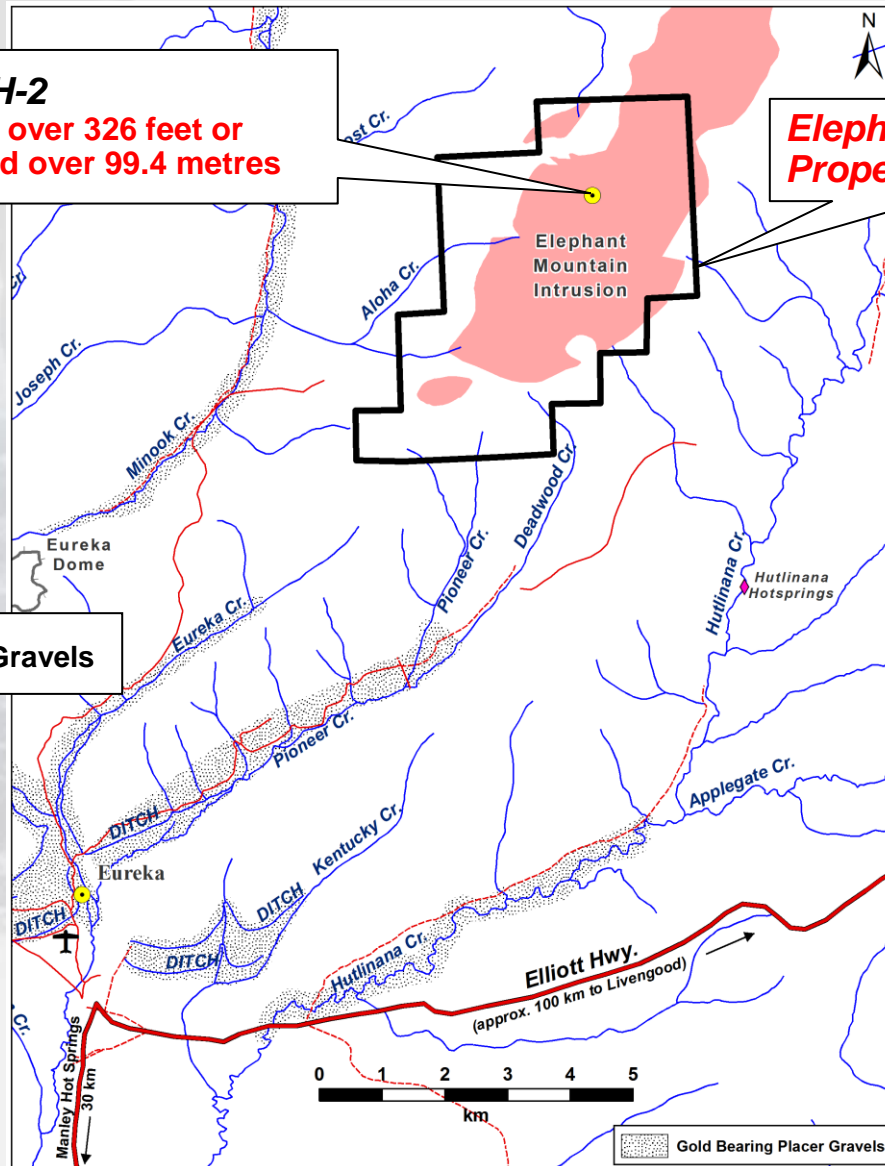 N
H-2
over 326 feet or
d over 99.4 metres
Eleph
Prope
ost Cr.
Elephant
Mountain
Intrusion
Aloha Cr.
Cr.
Joseph Cr.
Minook Cr.
Deadwood Cr.
Pioneer Cr.
Eureka
Dome
Hutlinana Cr.
Hutlinana
Hotsprings
Eureka Cr.
Gravels
Pioneer Cr.
Applegate Cr.
DITCH
Kentucky Cr.
Eureka
DITCH
DITCH
DITCH
Hutlinana Cr.
Elliott Hwy.
(approx. 100 km to Livengood)
Cr.
Manley Hot Springs
30 km
0 1 2 3 4 5
km
Gold Bearing Placer Gravels